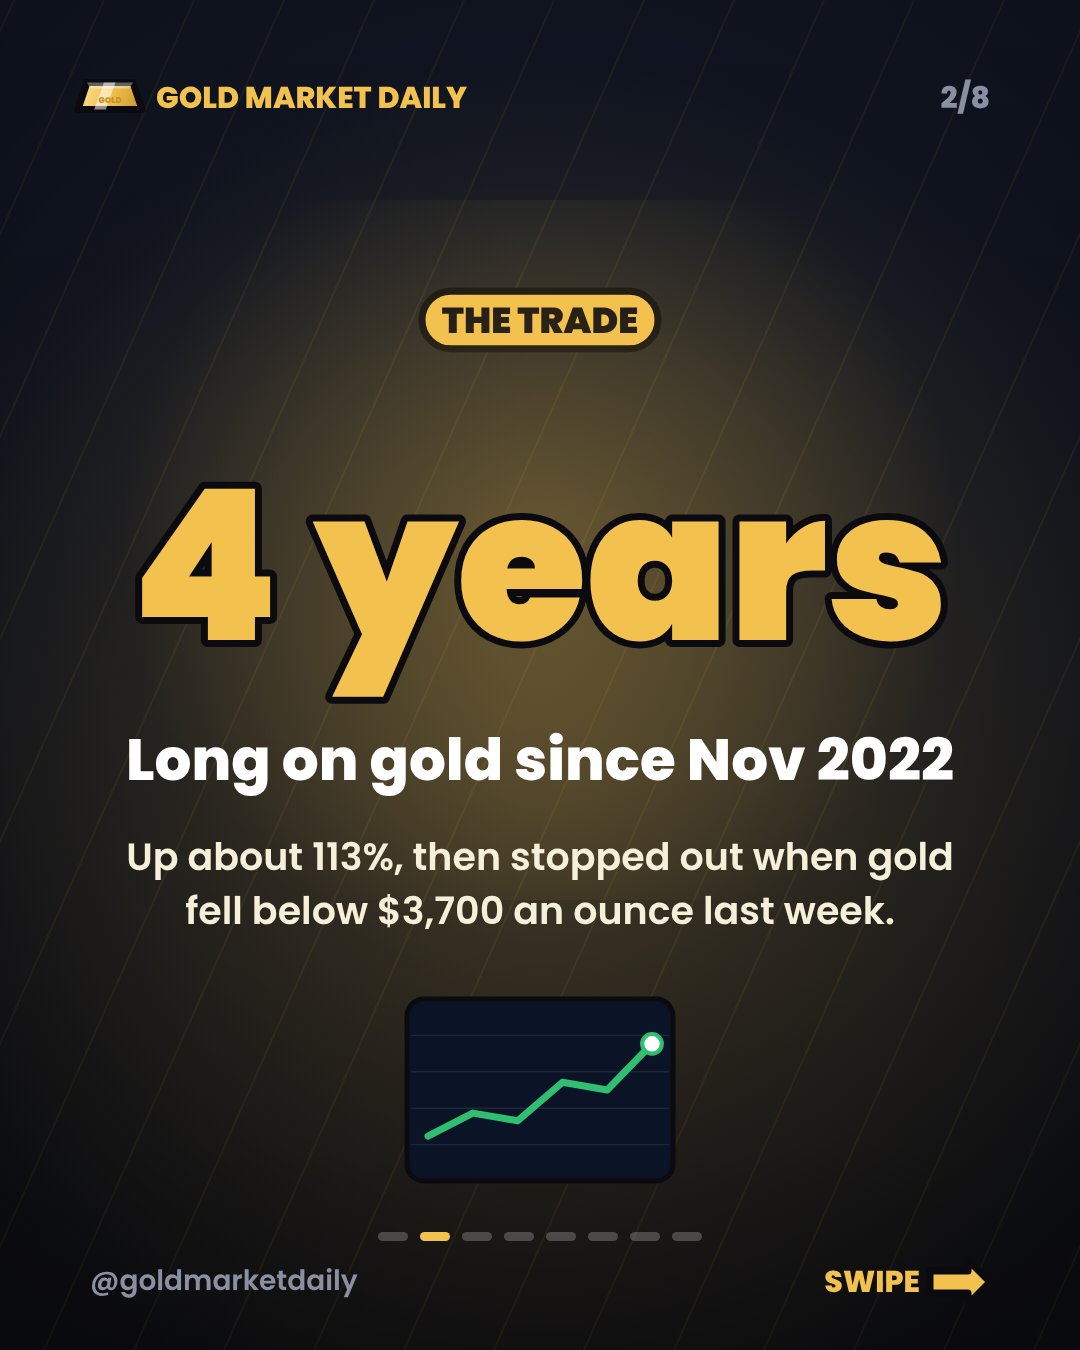 GOLD
GOLD MARKET DAILY
2/8
THE TRADE
4 years
Long on gold since Nov 2022
Up about 113%, then stopped out when gold
fell below $3,700 an ounce last week.
@goldmarketdaily
SWIPE